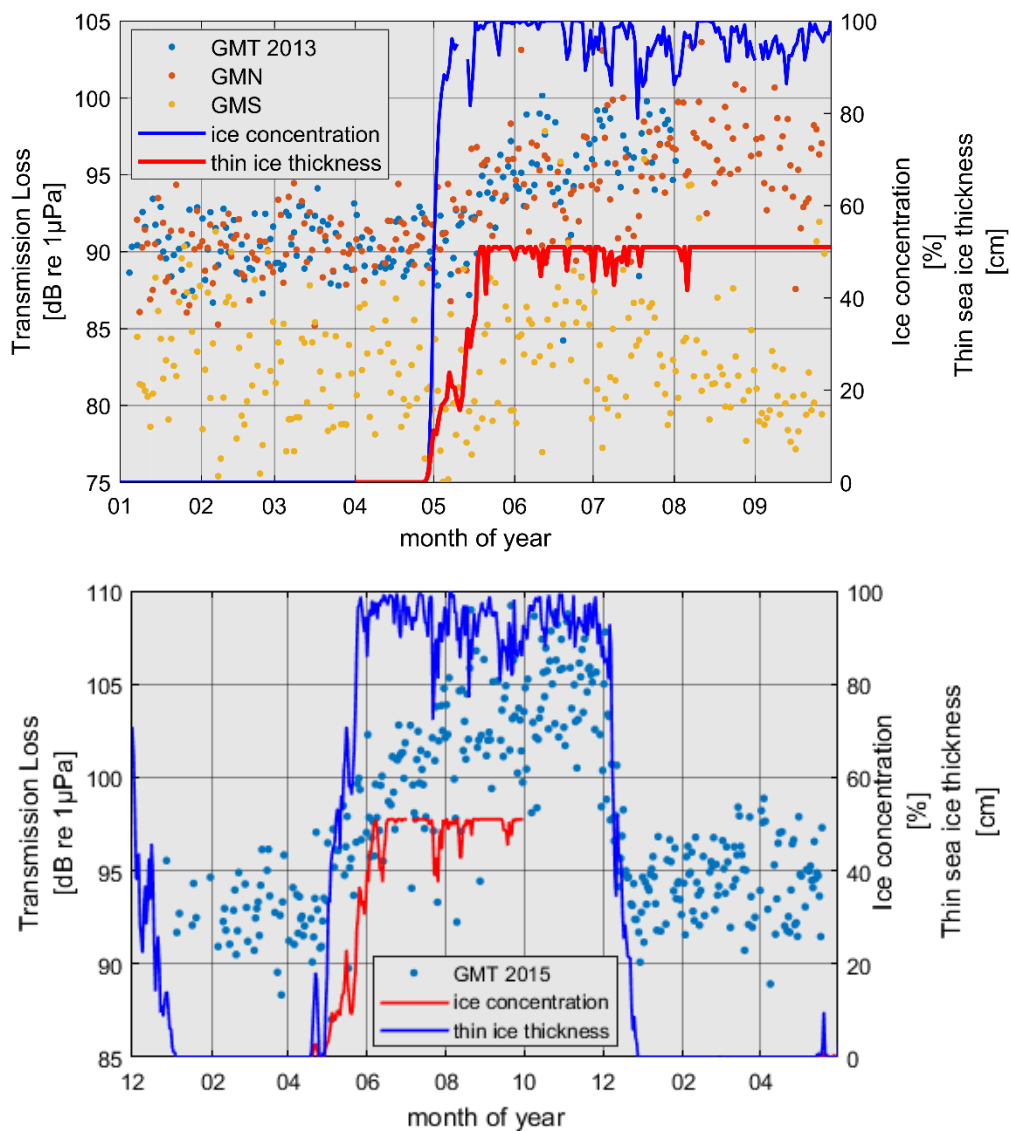 105
100
95
90
85
80
75
Transmission Loss
[dB re 1µPa]
GMT 2013
GMN
GMS
ice concentration
thin ice thickness
100
80
60
40
20
0
Ice concentration
[%]
Thin sea ice thickness
[cm]
01 02 03 04 05 06 07 08 09
month of year
110
105
100
95
90
85
Transmission Loss
[dB re 1µPa]
GMT 2015
ice concentration
thin ice thickness
100
80
60
40
20
0
Ice concentration
[%]
Thin sea ice thickness
[cm]
12 02 04 06 08 10 12 02 04
month of year